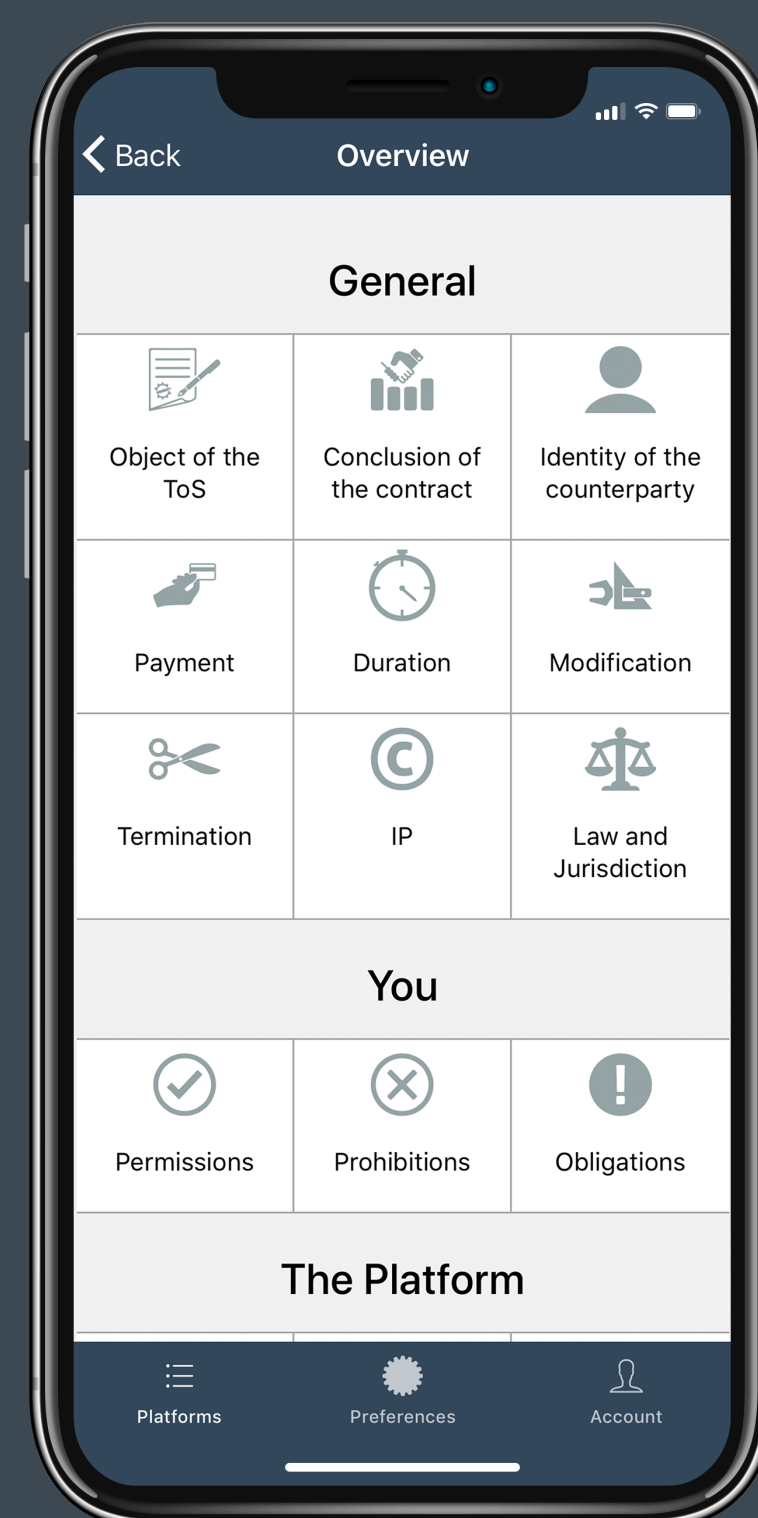 Back
Overview
General
Object of the
ToS
Conclusion of
the contract
Identity of the
counterparty
Payment
Duration
Modification
Termination
IP
Law and
Jurisdiction
You
Permissions
Prohibitions
Obligations
The Platform
Platforms
Preferences
Account